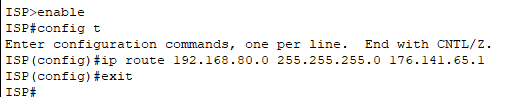 ISP>enable
ISP#config t
Enter configuration commands, one per line.  End with CNTL/Z.
ISP(config)#ip route 192.168.80.0 255.255.255.0 176.141.65.1
ISP(config)#exit
ISP#